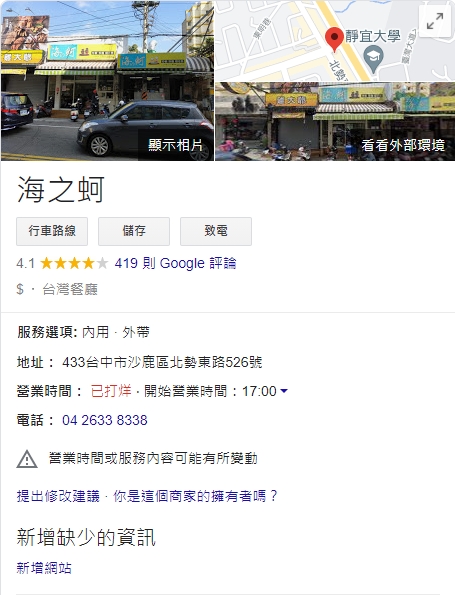 靜宜大學
北勢
海蚵
雞大砲
顯示相片
看看外部環境
海之蚵
行車路線
儲存
致電
4.1 419 則 Google 評論
$ · 台灣餐廳
服務選項: 內用 · 外帶
地址： 433台中市沙鹿區北勢東路526號
營業時間： 已打烊 · 開始營業時間：17:00
電話： 04 2633 8338
營業時間或服務內容可能有所變動
提出修改建議 · 你是這個商家的擁有者嗎？
新增缺少的資訊
新增網站